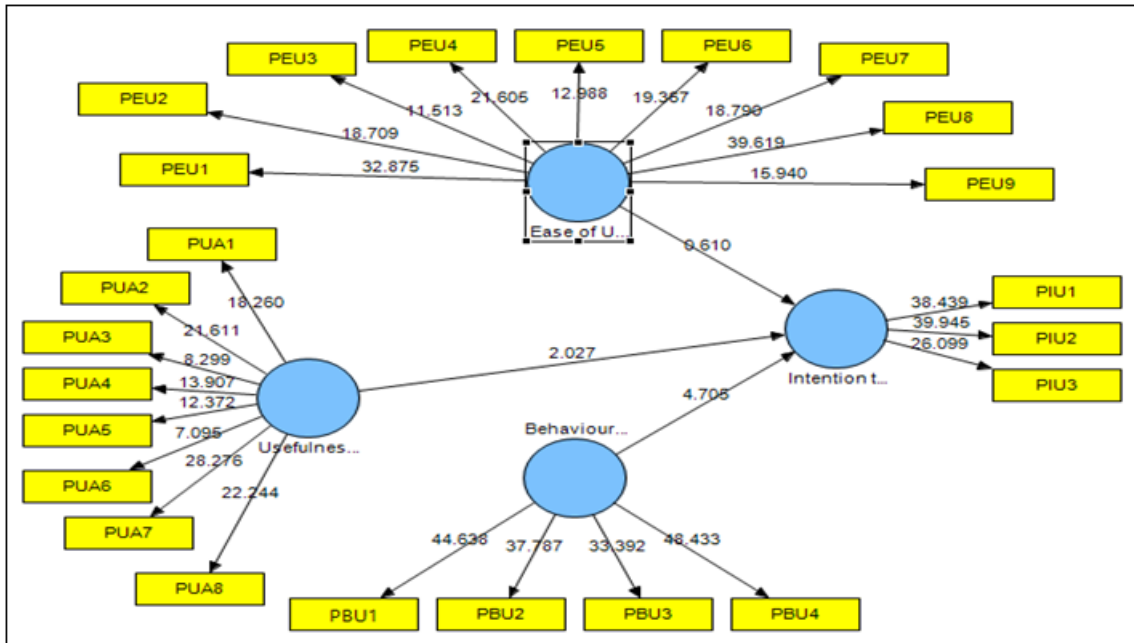 PEU4
PEU5
PEU6
PEU3
PEU7
PEU2
PEU8
PEU1
PEU9
21.605
12.988
19.357
11.513
18.790
18.709
39.619
32.875
15.940
Ease of U...
0.610
PUA1
PUA2
PUA3
PUA4
PUA5
PUA6
PUA7
PUA8
18.260
21.611
8.299
13.907
12.372
7.095
28.276
22.244
Usefulnes...
2.027
PIU1
PIU2
PIU3
38.439
39.945
26.099
Intention t...
4.705
Behaviour...
44.638
37.787
33.392
48.433
PBU1
PBU2
PBU3
PBU4